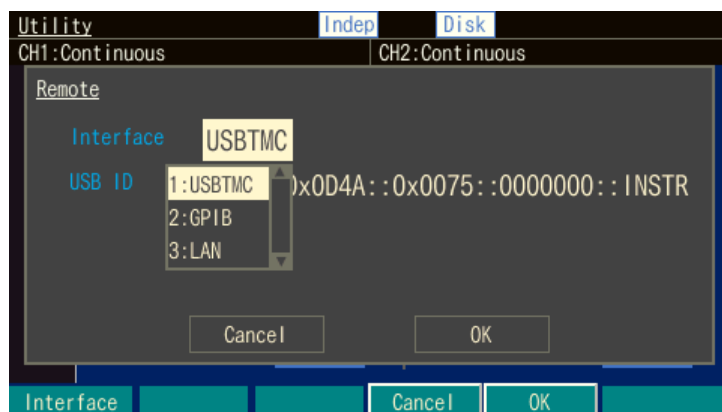 Utility Indep Disk
CH1:Continuous CH2:Continuous
Remote
Interface USBTMC
USB ID x0D4A::0x0075::0000000::INSTR
1:USBTMC
2:GPIB
3:LAN
Cancel OK
Interface Cancel OK